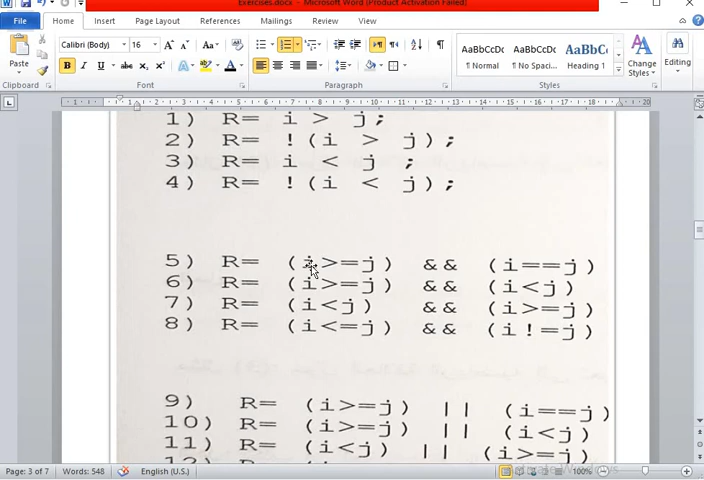 Exercises.docx - Microsoft Word (Product Activation Failed)
File Home Insert Page Layout References Mailings Review View
Calibri (Body) 16
Paste
Clipboard Font Paragraph Styles Editing
AaBbCcDc AaBbCcDc AaBbC
¶ Normal ¶ No Spaci... Heading 1
Change Styles
1) R= i > j;
2) R= !(i > j);
3) R= i < j ;
4) R= !(i < j);
5) R= (i>=j) && (i==j)
6) R= (i>=j) && (i<j)
7) R= (i<j) && (i>=j)
8) R= (i<=j) && (i!=j)
9) R= (i>=j) || (i==j)
10) R= (i>=j) || (i<j)
11) R= (i<j) || (i>=j)
Page: 3 of 7 Words: 548 English (U.S.) 100%